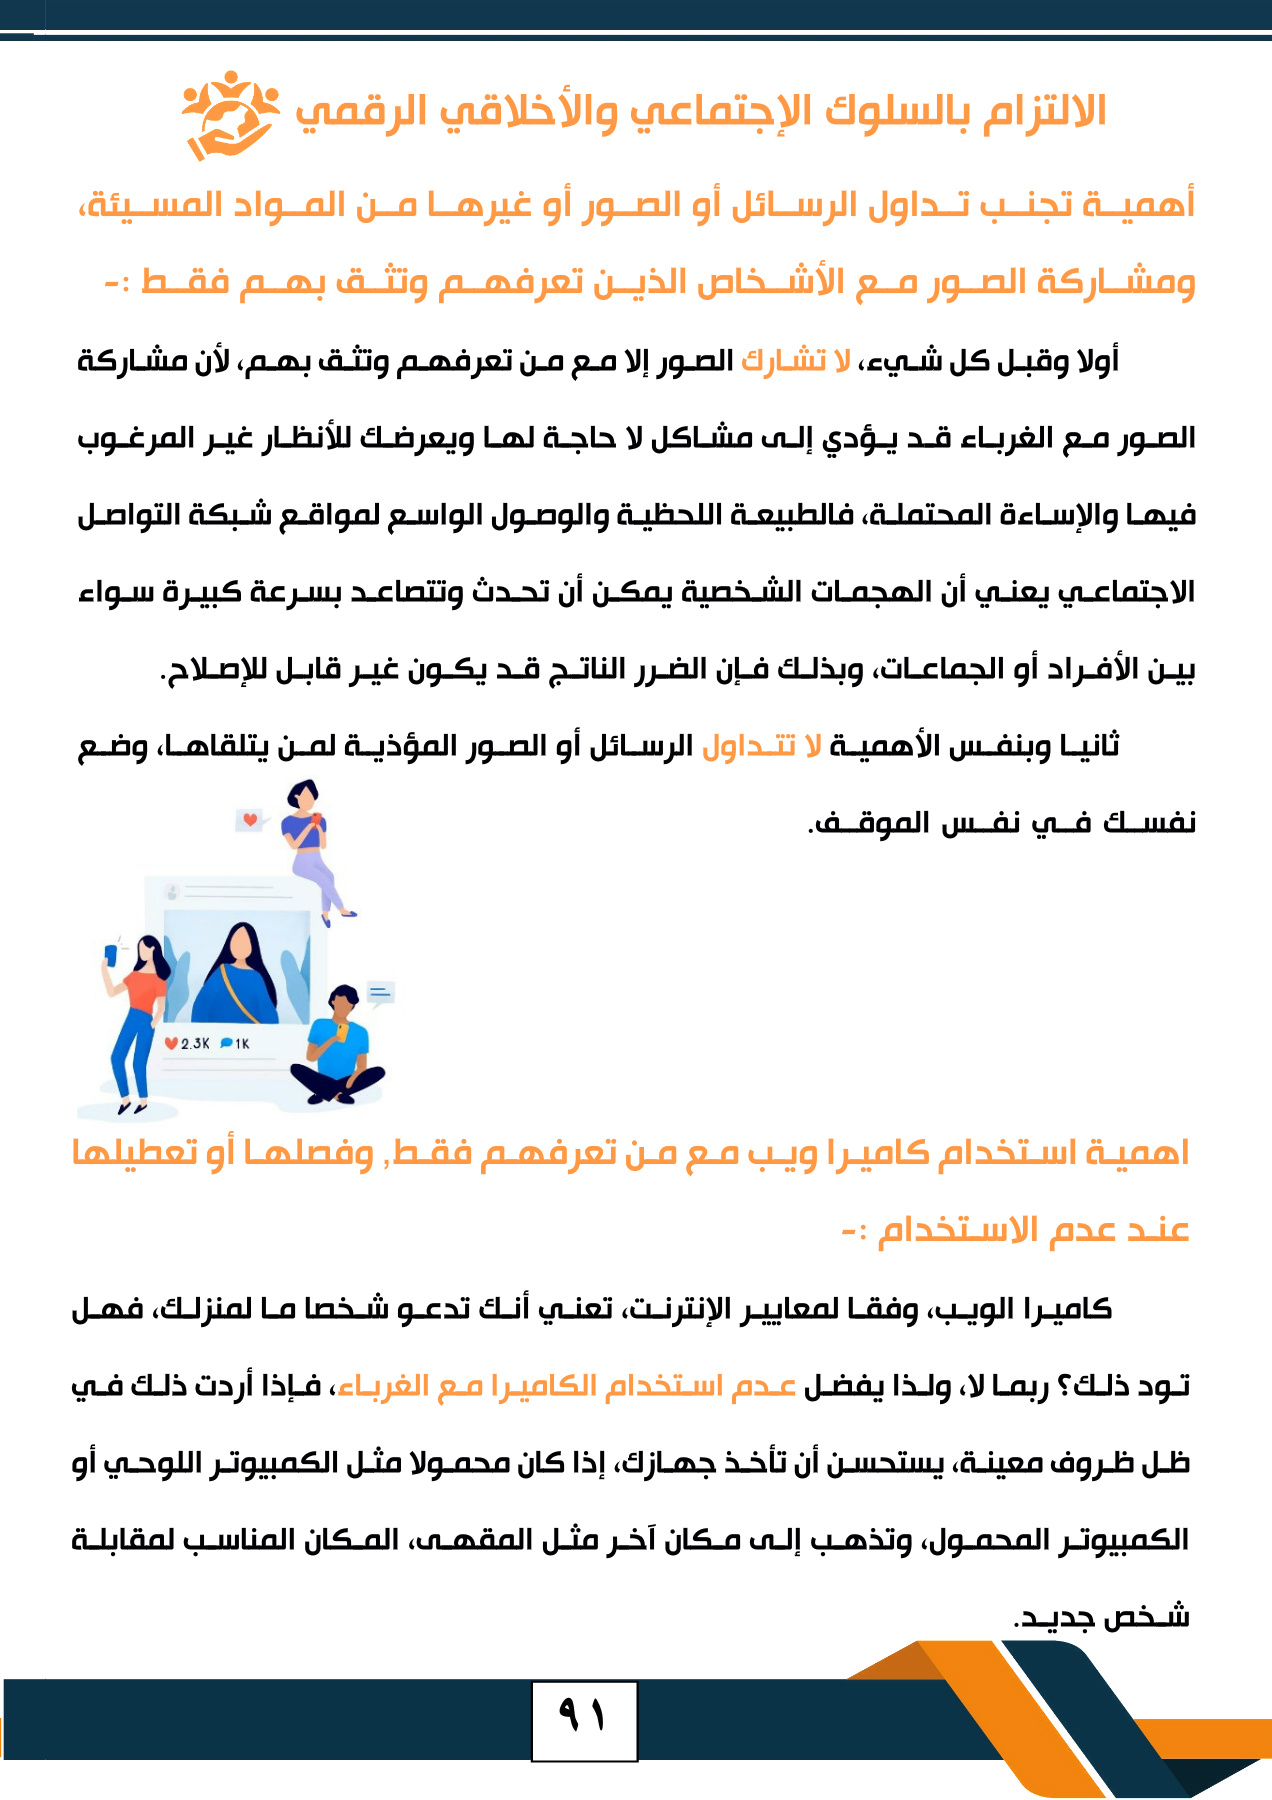 الالتزام بالسلوك الإجتماعي والأخلاقي الرقمي
أهمية تجنب تداول الرسائل أو الصور أو غيرها من المواد المسيئة،
ومشاركة الصور مع الأشخاص الذين تعرفهم وتثق بهم فقط :-
أولا وقبل كل شيء، لا تشارك الصور إلا مع من تعرفهم وتثق بهم، لأن مشاركة
الصور مع الغرباء قد يؤدي إلى مشاكل لا حاجة لها ويعرضك للأنظار غير المرغوب
فيها والإساءة المحتملة، فالطبيعة اللحظية والوصول الواسع لمواقع شبكة التواصل
الاجتماعي يعني أن الهجمات الشخصية يمكن أن تحدث وتتصاعد بسرعة كبيرة سواء
بين الأفراد أو الجماعات، وبذلك فإن الضرر الناتج قد يكون غير قابل للإصلاح.
ثانيا وبنفس الأهمية لا تتداول الرسائل أو الصور المؤذية لمن يتلقاها، وضع
نفسك في نفس الموقف.
2.3K 1K
اهمية استخدام كاميرا ويب مع من تعرفهم فقط, وفصلها أو تعطيلها
عند عدم الاستخدام :-
كاميرا الويب، وفقا لمعايير الإنترنت، تعني أنك تدعو شخصا ما لمنزلك، فهل
تود ذلك؟ ربما لا، ولذا يفضل عدم استخدام الكاميرا مع الغرباء، فإذا أردت ذلك في
ظل ظروف معينة، يستحسن أن تأخذ جهازك، إذا كان محمولا مثل الكمبيوتر اللوحي أو
الكمبيوتر المحمول، وتذهب إلى مكان آخر مثل المقهى، المكان المناسب لمقابلة
شخص جديد.
٩١